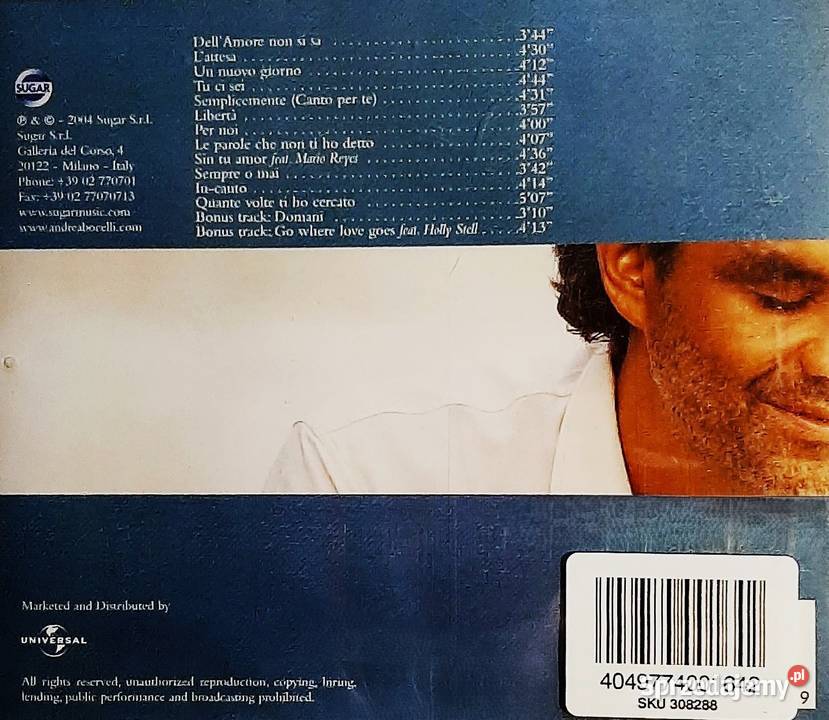 Dell'Amore non si sa ........................... 3'44"
L'attesa ........................... 4'30"
Un nuovo giorno ........................... 4'12"
Tu ci sei ........................... 4'44"
Semplicemente (Canto per te) ........................... 4'31"
Libertà ........................... 3'57"
Per noi ........................... 4'00"
Le parole che non ti ho detto ........................... 4'07"
Sin tu amor feat. Mario Reyes ........................... 4'36"
Sempre o mai ........................... 3'42"
In-canto ........................... 4'14"
Quante volte ti ho cercato ........................... 5'07"
Bonus track: Domani ........................... 3'10"
Bonus track: Go where love goes feat. Holly Stell ..... 4'13"
SUGAR
℗ & © - 2004 Sugar S.r.l.
Sugar S.r.l.
Galleria del Corso, 4
20122 - Milano - Italy
Phone: +39 02 770701
Fax: +39 02 77070713
www.sugarmusic.com
www.andreabocelli.com
Marketed and Distributed by
UNIVERSAL
All rights reserved, unauthorized reproduction, copying, hiring,
lending, public performance and broadcasting prohibited.
SKU 308288
9
Sprzedajemy .pl